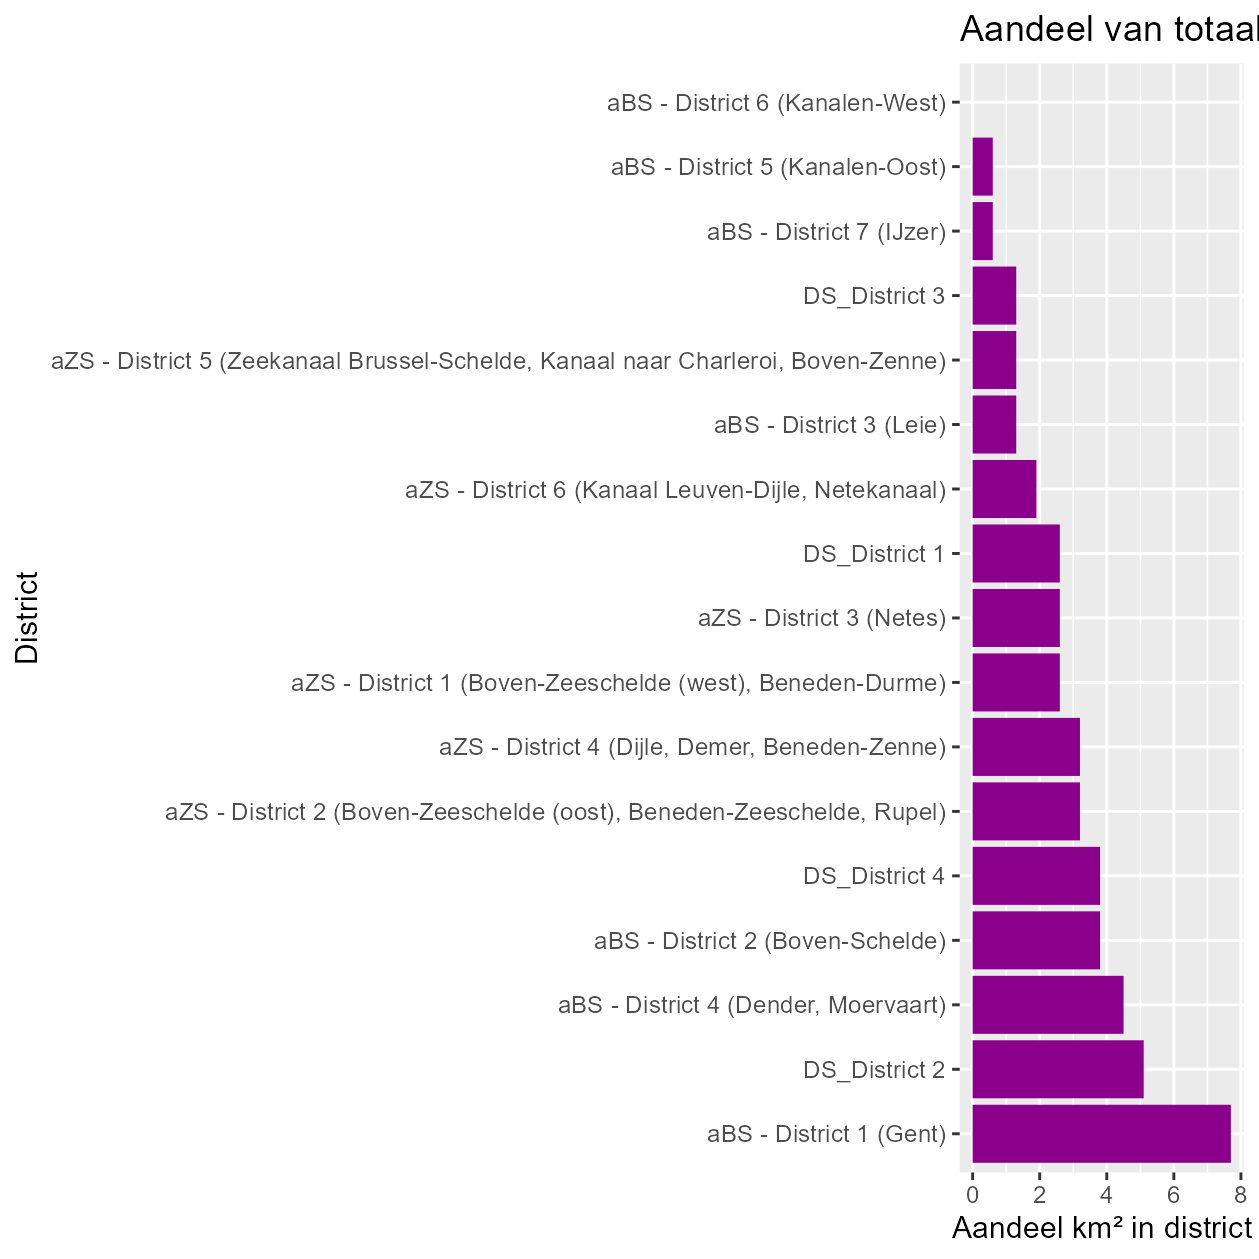 Aandeel van totaal
aBS - District 6 (Kanalen-West)
aBS - District 5 (Kanalen-Oost)
aBS - District 7 (IJzer)
DS_District 3
aZS - District 5 (Zeekanaal Brussel-Schelde, Kanaal naar Charleroi, Boven-Zenne)
aBS - District 3 (Leie)
aZS - District 6 (Kanaal Leuven-Dijle, Netekanaal)
DS_District 1
aZS - District 3 (Netes)
aZS - District 1 (Boven-Zeeschelde (west), Beneden-Durme)
aZS - District 4 (Dijle, Demer, Beneden-Zenne)
aZS - District 2 (Boven-Zeeschelde (oost), Beneden-Zeeschelde, Rupel)
DS_District 4
aBS - District 2 (Boven-Schelde)
aBS - District 4 (Dender, Moervaart)
DS_District 2
aBS - District 1 (Gent)
District
0 2 4 6 8
Aandeel km² in district